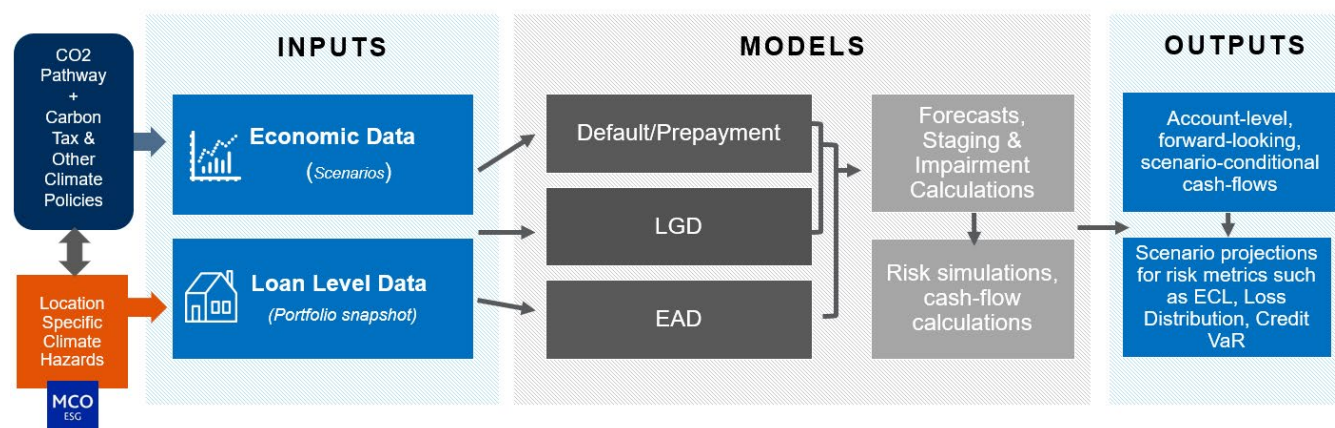 INPUTS
MODELS
OUTPUTS
CO2
Pathway
+
Carbon
Tax &
Other
Climate
Policies
Location
Specific
Climate
Hazards
MCO
ESG
Economic Data
(Scenarios)
Loan Level Data
(Portfolio snapshot)
Default/Prepayment
LGD
EAD
Forecasts,
Staging &
Impairment
Calculations
Risk simulations,
cash-flow
calculations
Account-level,
forward-looking,
scenario-conditional
cash-flows
Scenario projections
for risk metrics such
as ECL, Loss
Distribution, Credit
VaR